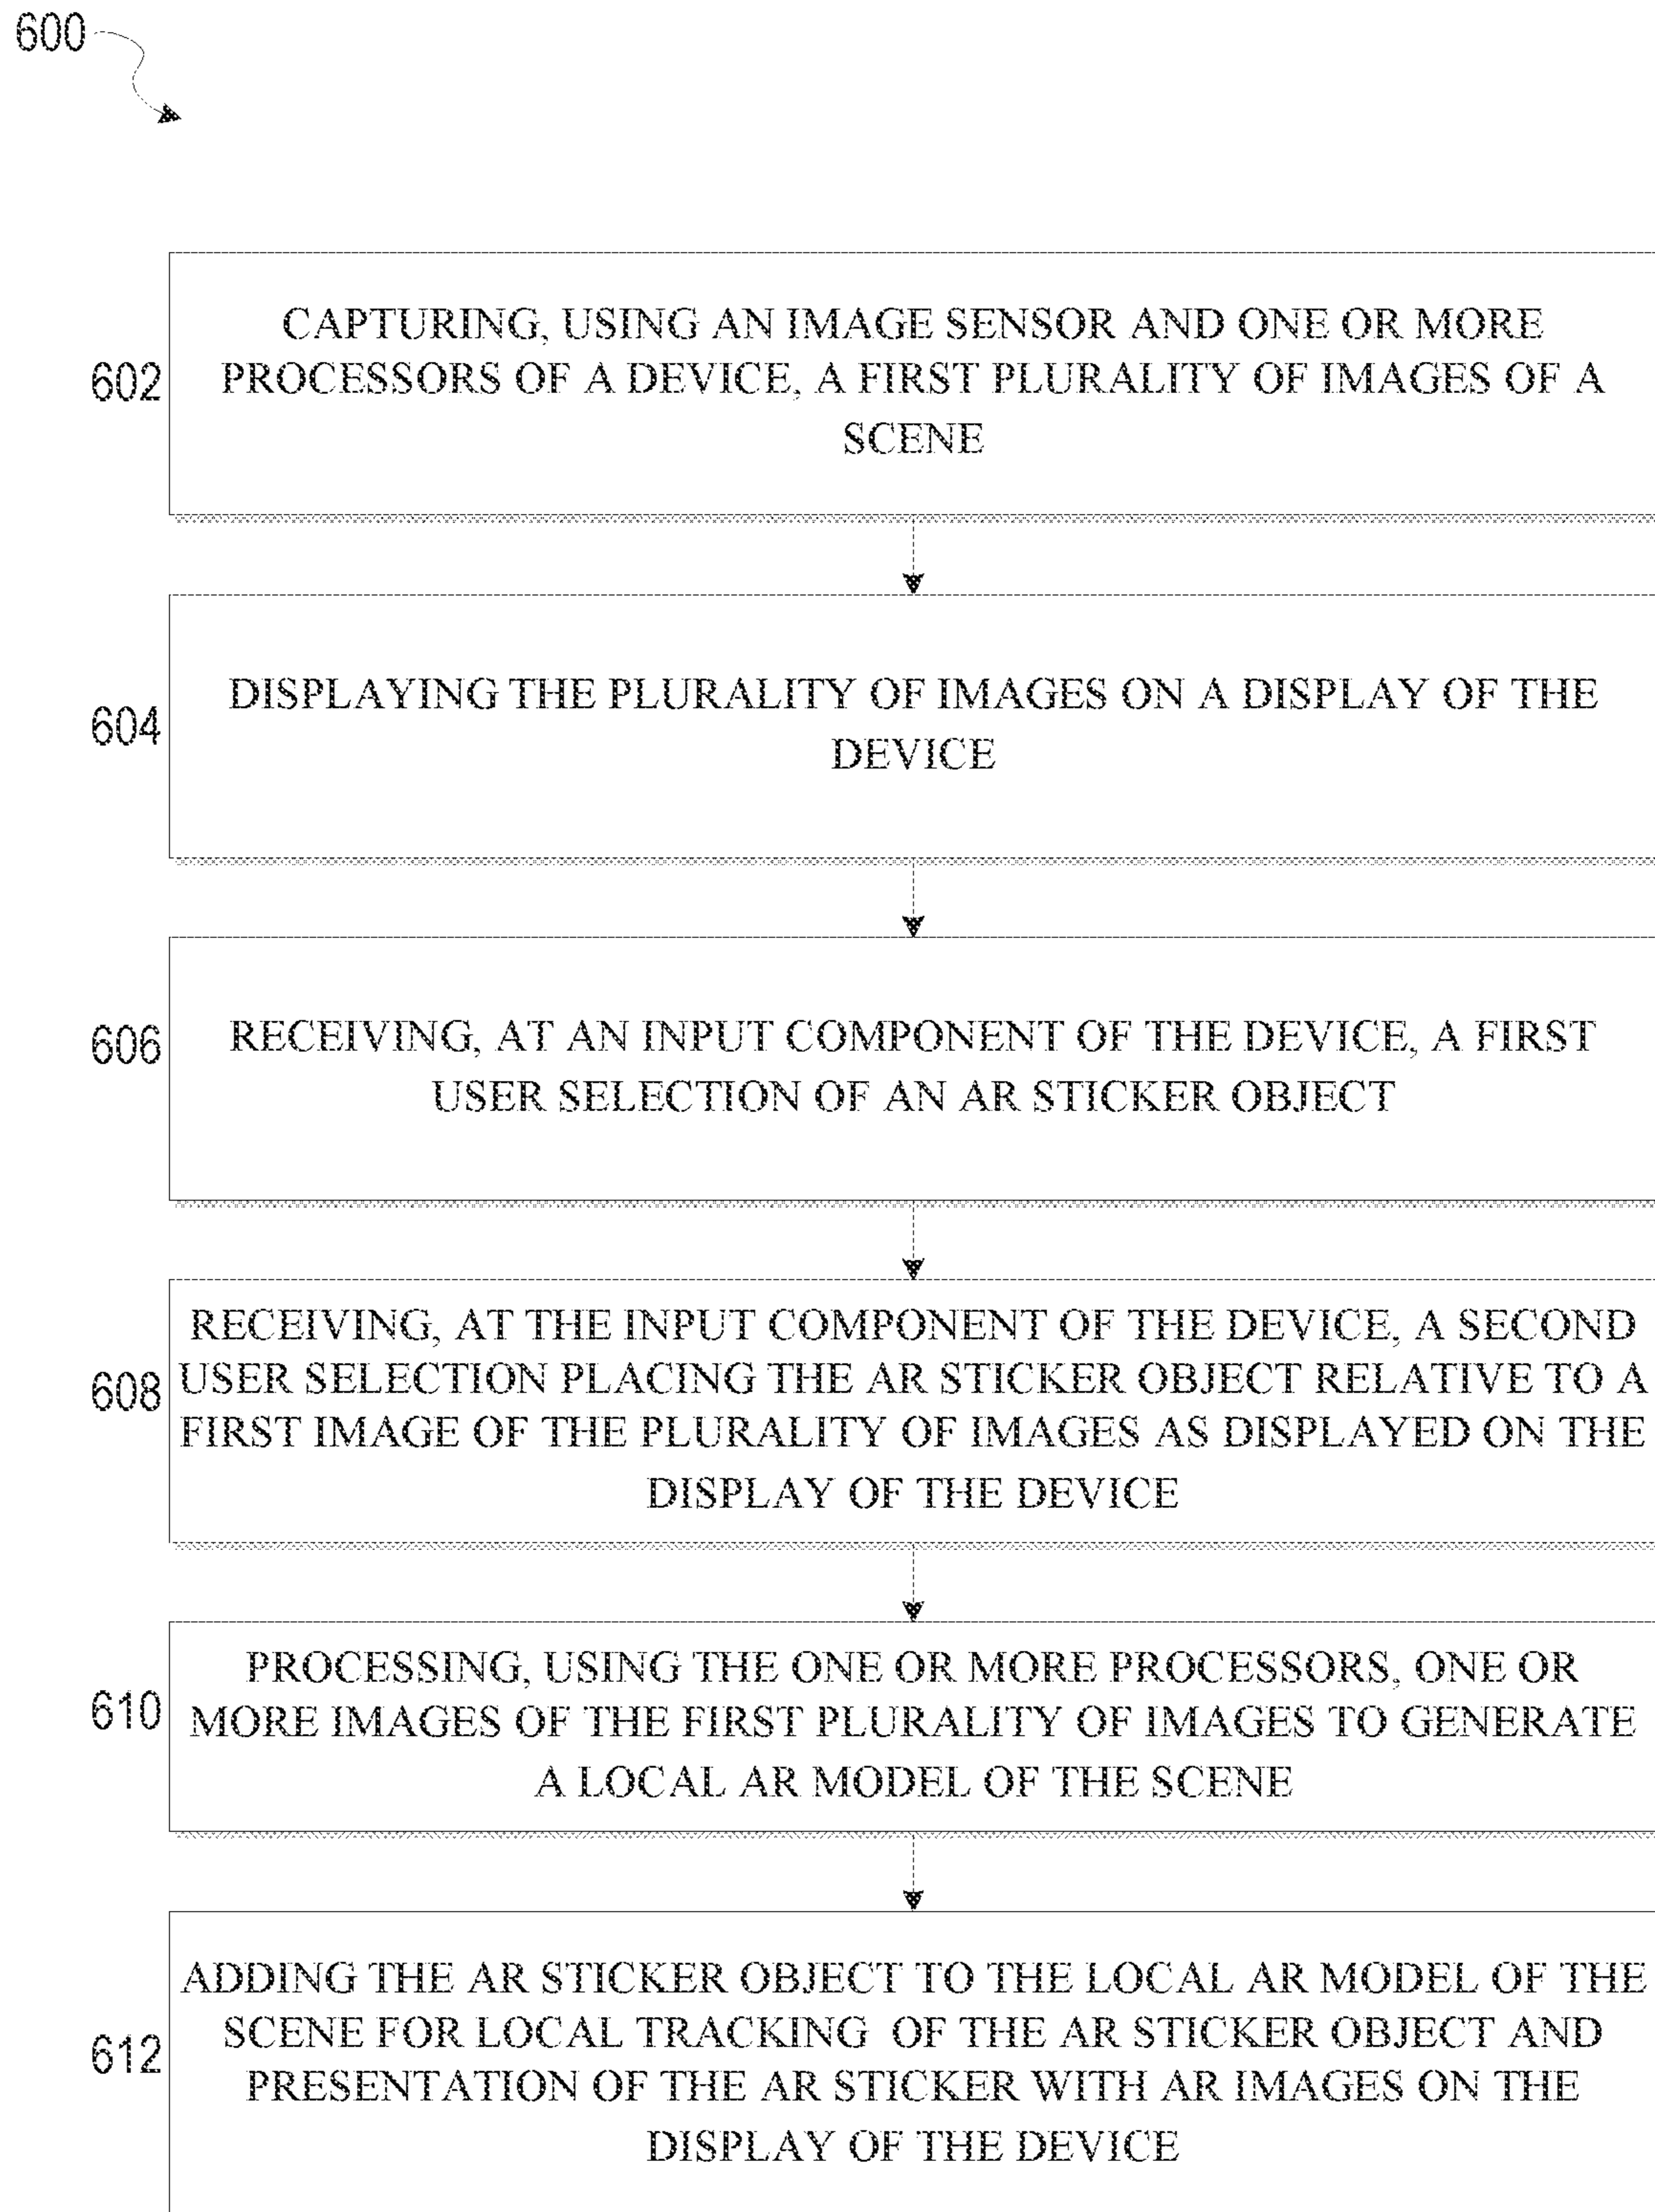 600
602
CAPTURING, USING AN IMAGE SENSOR AND ONE OR MORE
PROCESSORS OF A DEVICE, A FIRST PLURALITY OF IMAGES OF A
SCENE
604
DISPLAYING THE PLURALITY OF IMAGES ON A DISPLAY OF THE
DEVICE
606
RECEIVING, AT AN INPUT COMPONENT OF THE DEVICE, A FIRST
USER SELECTION OF AN AR STICKER OBJECT
608
RECEIVING, AT THE INPUT COMPONENT OF THE DEVICE, A SECOND
USER SELECTION PLACING THE AR STICKER OBJECT RELATIVE TO A
FIRST IMAGE OF THE PLURALITY OF IMAGES AS DISPLAYED ON THE
DISPLAY OF THE DEVICE
610
PROCESSING, USING THE ONE OR MORE PROCESSORS, ONE OR
MORE IMAGES OF THE FIRST PLURALITY OF IMAGES TO GENERATE
A LOCAL AR MODEL OF THE SCENE
612
ADDING THE AR STICKER OBJECT TO THE LOCAL AR MODEL OF THE
SCENE FOR LOCAL TRACKING OF THE AR STICKER OBJECT AND
PRESENTATION OF THE AR STICKER WITH AR IMAGES ON THE
DISPLAY OF THE DEVICE